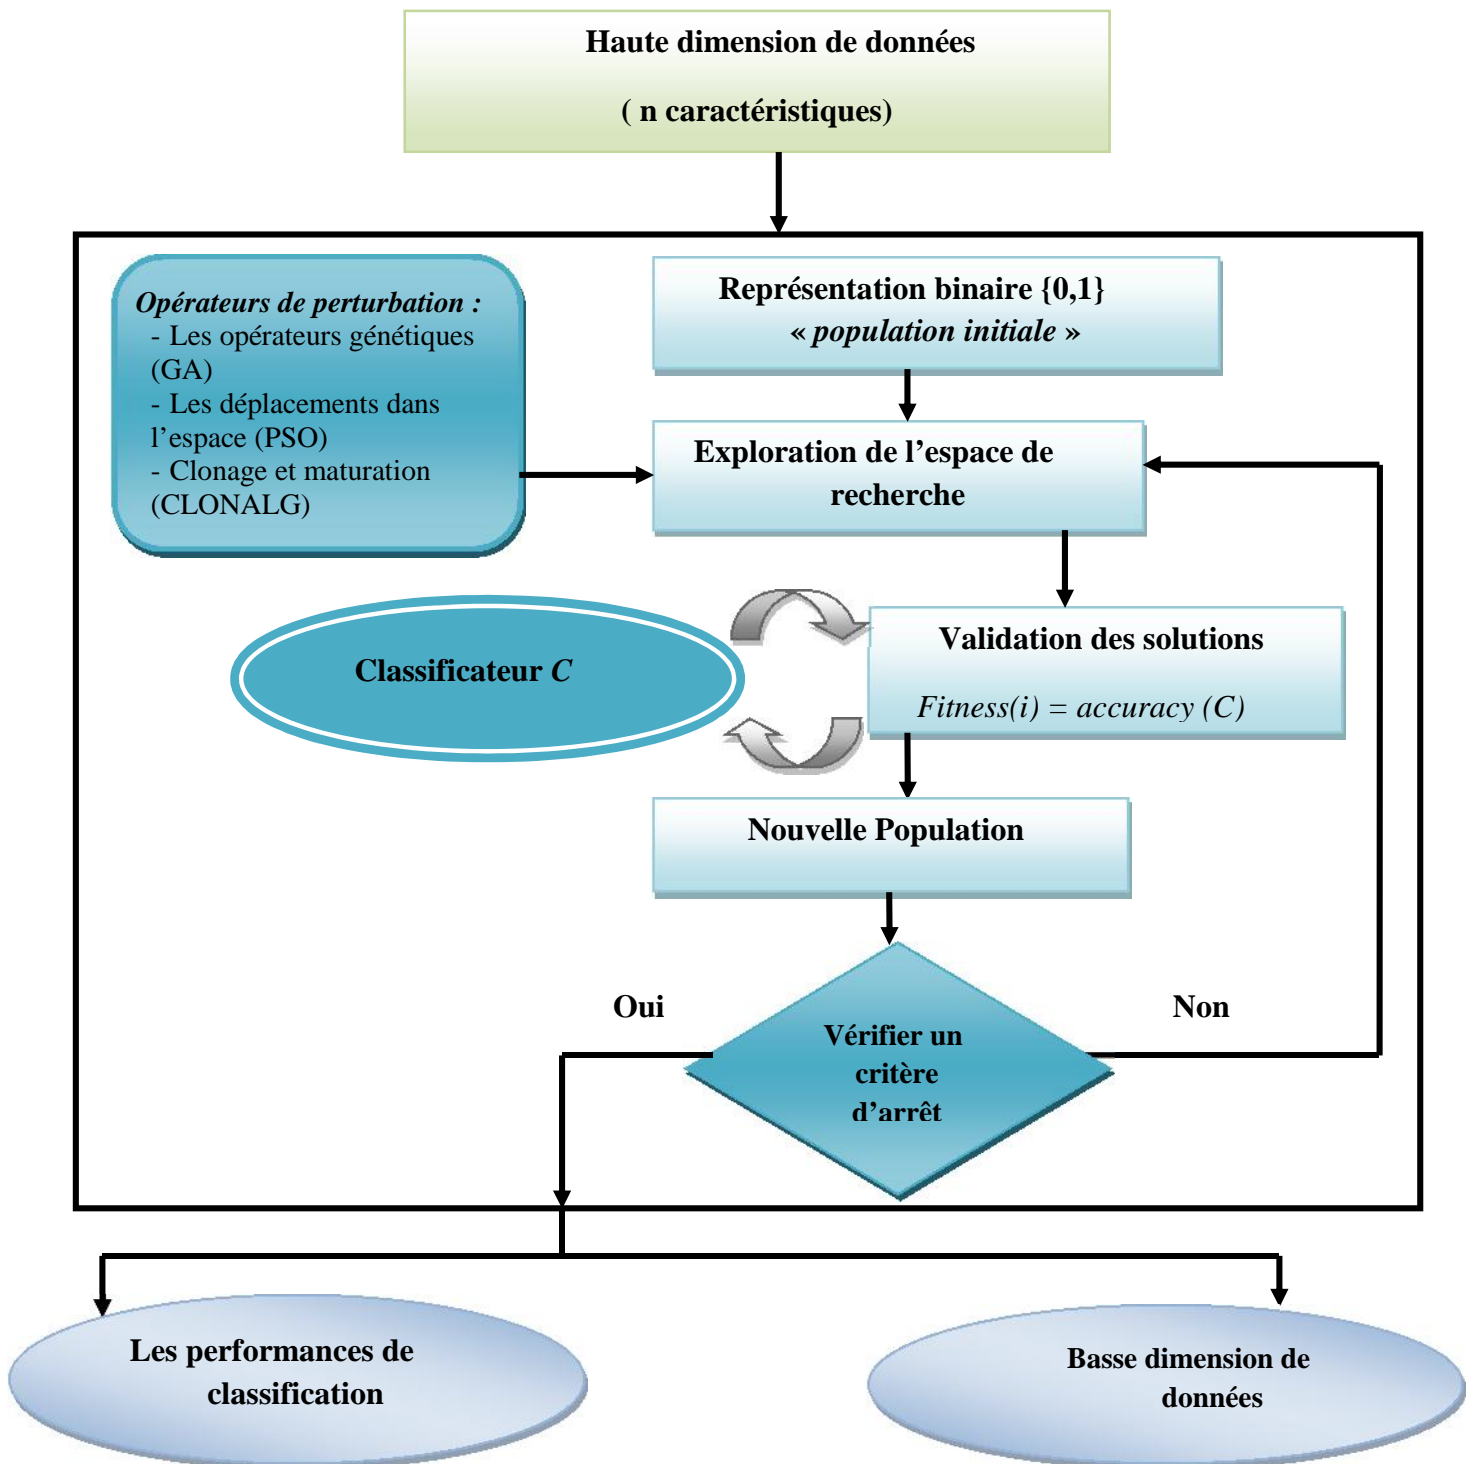 Haute dimension de données
( n caractéristiques)
Opérateurs de perturbation :
- Les opérateurs génétiques
(GA)
- Les déplacements dans
l’espace (PSO)
- Clonage et maturation
(CLONALG)
Représentation binaire {0,1}
« population initiale »
Exploration de l’espace de
recherche
Classificateur C
Validation des solutions
Fitness(i) = accuracy (C)
Nouvelle Population
Oui
Non
Vérifier un
critère
d’arrêt
Les performances de
classification
Basse dimension de
données